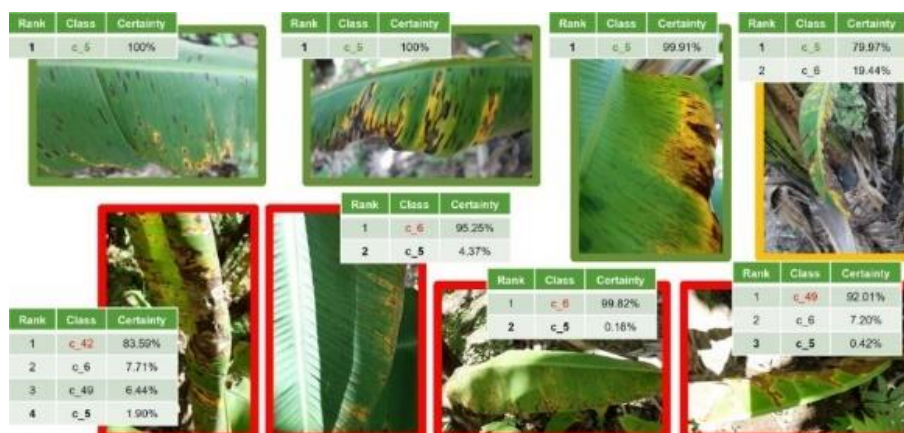 Rank Class Certainty
1 c_5 100%
Rank Class Certainty
1 c_5 100%
Rank Class Certainty
1 c_5 99.91%
Rank Class Certainty
1 c_5 79.97%
2 c_6 19.44%
Rank Class Certainty
1 c_42 83.59%
2 c_6 7.71%
3 c_49 6.44%
4 c_5 1.90%
Rank Class Certainty
1 c_6 95.25%
2 c_5 4.37%
Rank Class Certainty
1 c_6 99.82%
2 c_5 0.18%
Rank Class Certainty
1 c_49 92.01%
2 c_6 7.20%
3 c_5 0.42%